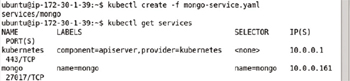 ubuntu@ip-172-30-1-39:~$ kubectl create -f mongo-service.yaml
services/mongo
ubuntu@ip-172-30-1-39:~$ kubectl get services
NAME LABELS SELECTOR IP(S)
PORT(S)
kubernetes component=apiserver,provider=kubernetes <none> 10.0.0.1
443/TCP
mongo name=mongo name=mongo 10.0.0.161
27017/TCP